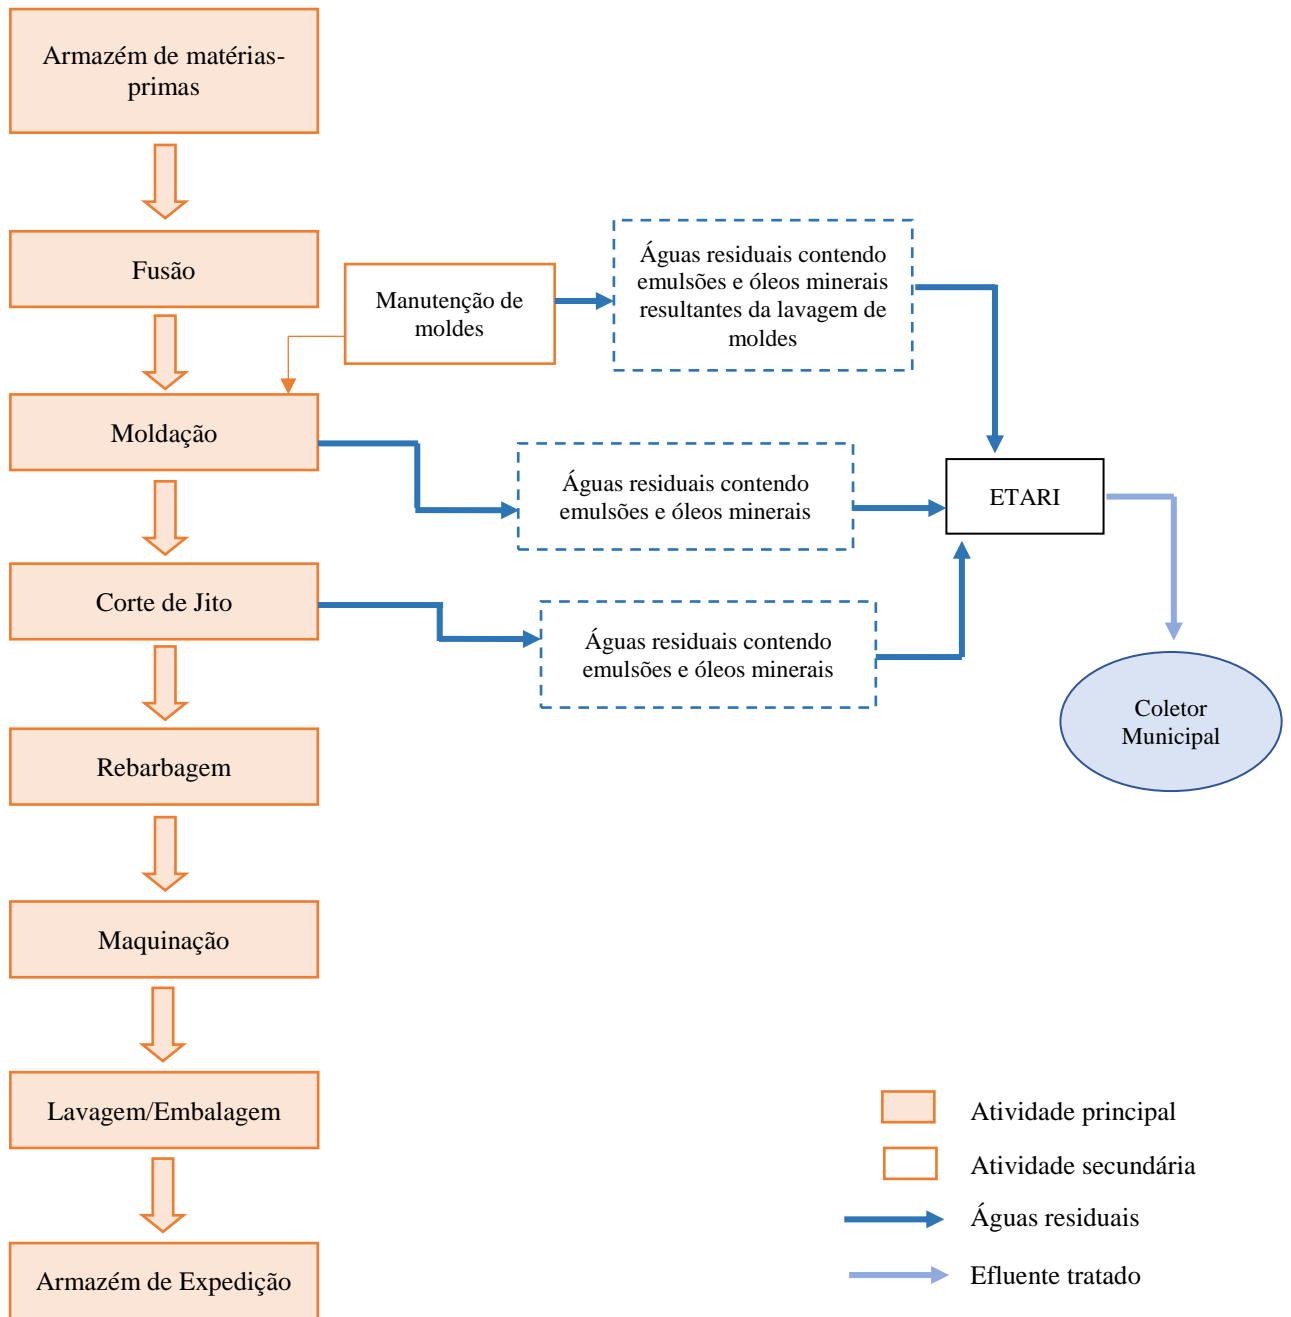 Armazém de matérias-
primas
Fusão
Manutenção de
moldes
Águas residuais contendo
emulsões e óleos minerais
resultantes da lavagem de
moldes
Moldação
Águas residuais contendo
emulsões e óleos minerais
ETARI
Corte de Jito
Águas residuais contendo
emulsões e óleos minerais
Coletor
Municipal
Rebarbagem
Maquinação
Lavagem/Embalagem
Armazém de Expedição
Atividade principal
Atividade secundária
Águas residuais
Efluente tratado